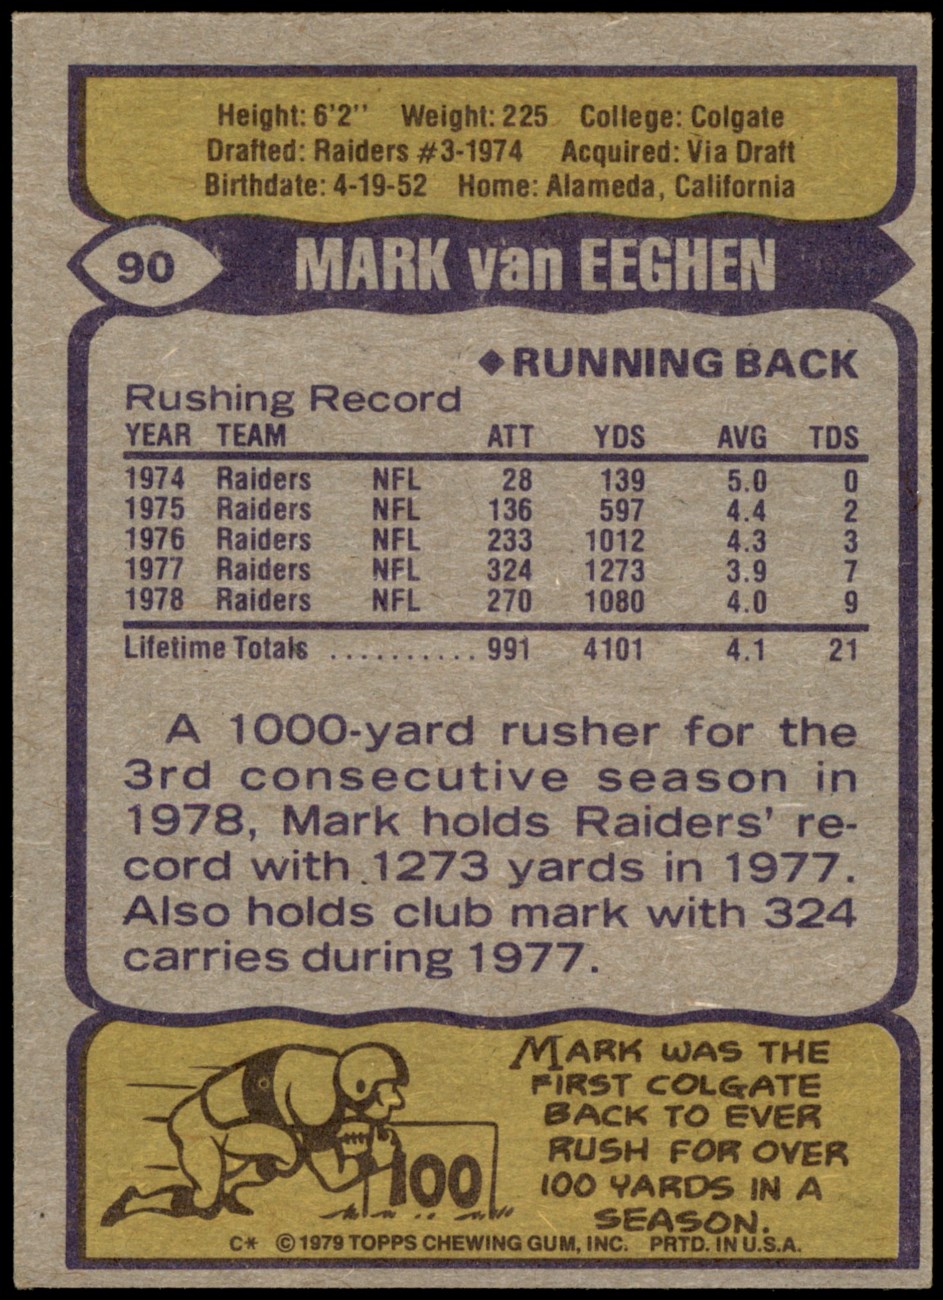 Height: 6'2" Weight: 225 College: Colgate
Drafted: Raiders #3-1974 Acquired: Via Draft
Birthdate: 4-19-52 Home: Alameda, California
90 MARK van EEGHEN
◆RUNNING BACK
Rushing Record
YEAR TEAM ATT YDS AVG TDS
1974 Raiders NFL 28 139 5.0 0
1975 Raiders NFL 136 597 4.4 2
1976 Raiders NFL 233 1012 4.3 3
1977 Raiders NFL 324 1273 3.9 7
1978 Raiders NFL 270 1080 4.0 9
Lifetime Totals .......... 991 4101 4.1 21
A 1000-yard rusher for the
3rd consecutive season in
1978, Mark holds Raiders' re-
cord with 1273 yards in 1977.
Also holds club mark with 324
carries during 1977.
100
MARK WAS THE
FIRST COLGATE
BACK TO EVER
RUSH FOR OVER
100 YARDS IN A
SEASON.
C* ©1979 TOPPS CHEWING GUM, INC. PRTD. IN U.S.A.